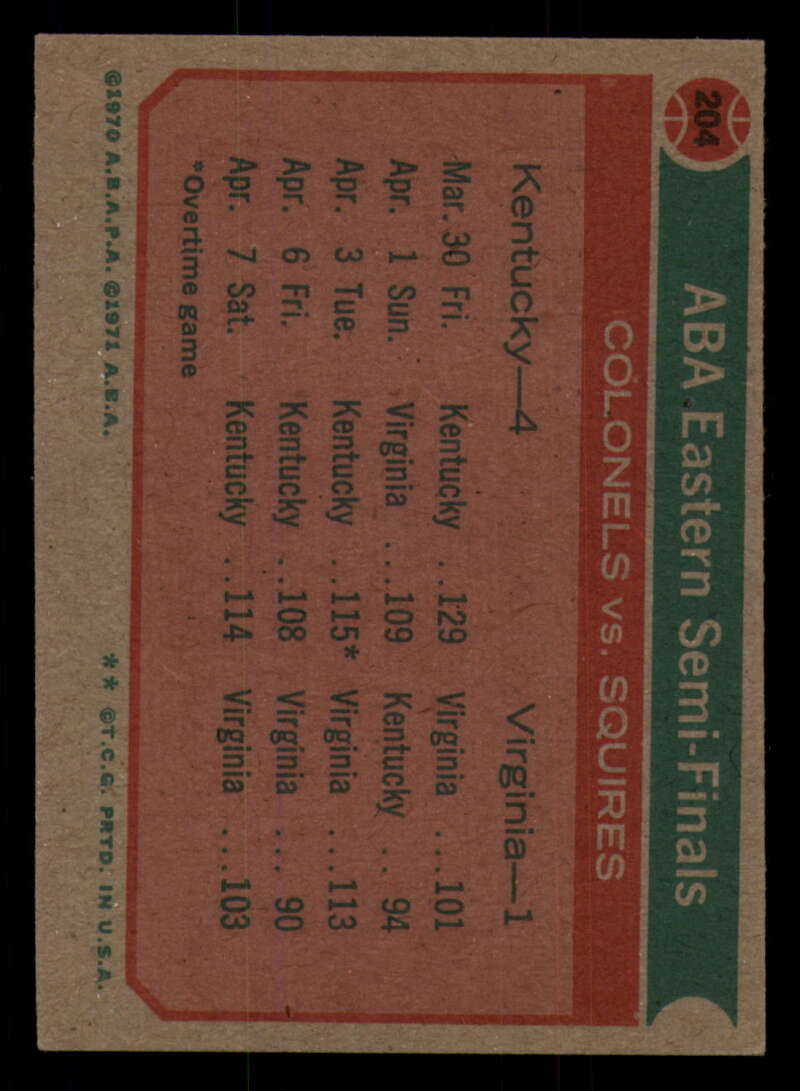 204
ABA Eastern Semi-Finals
COLONELS vs. SQUIRES
Kentucky—4 Virginia—1
Mar. 30 Fri. Kentucky ..129 Virginia ...101
Apr. 1 Sun. Virginia ...109 Kentucky .. 94
Apr. 3 Tue. Kentucky ..115* Virginia ...113
Apr. 6 Fri. Kentucky ..108 Virginia ... 90
Apr. 7 Sat. Kentucky ..114 Virginia ...103
*Overtime game
©1970 A.B.A.P.A. ©1971 A.B.A. ** ©T.C.G. PRTD. IN U.S.A.